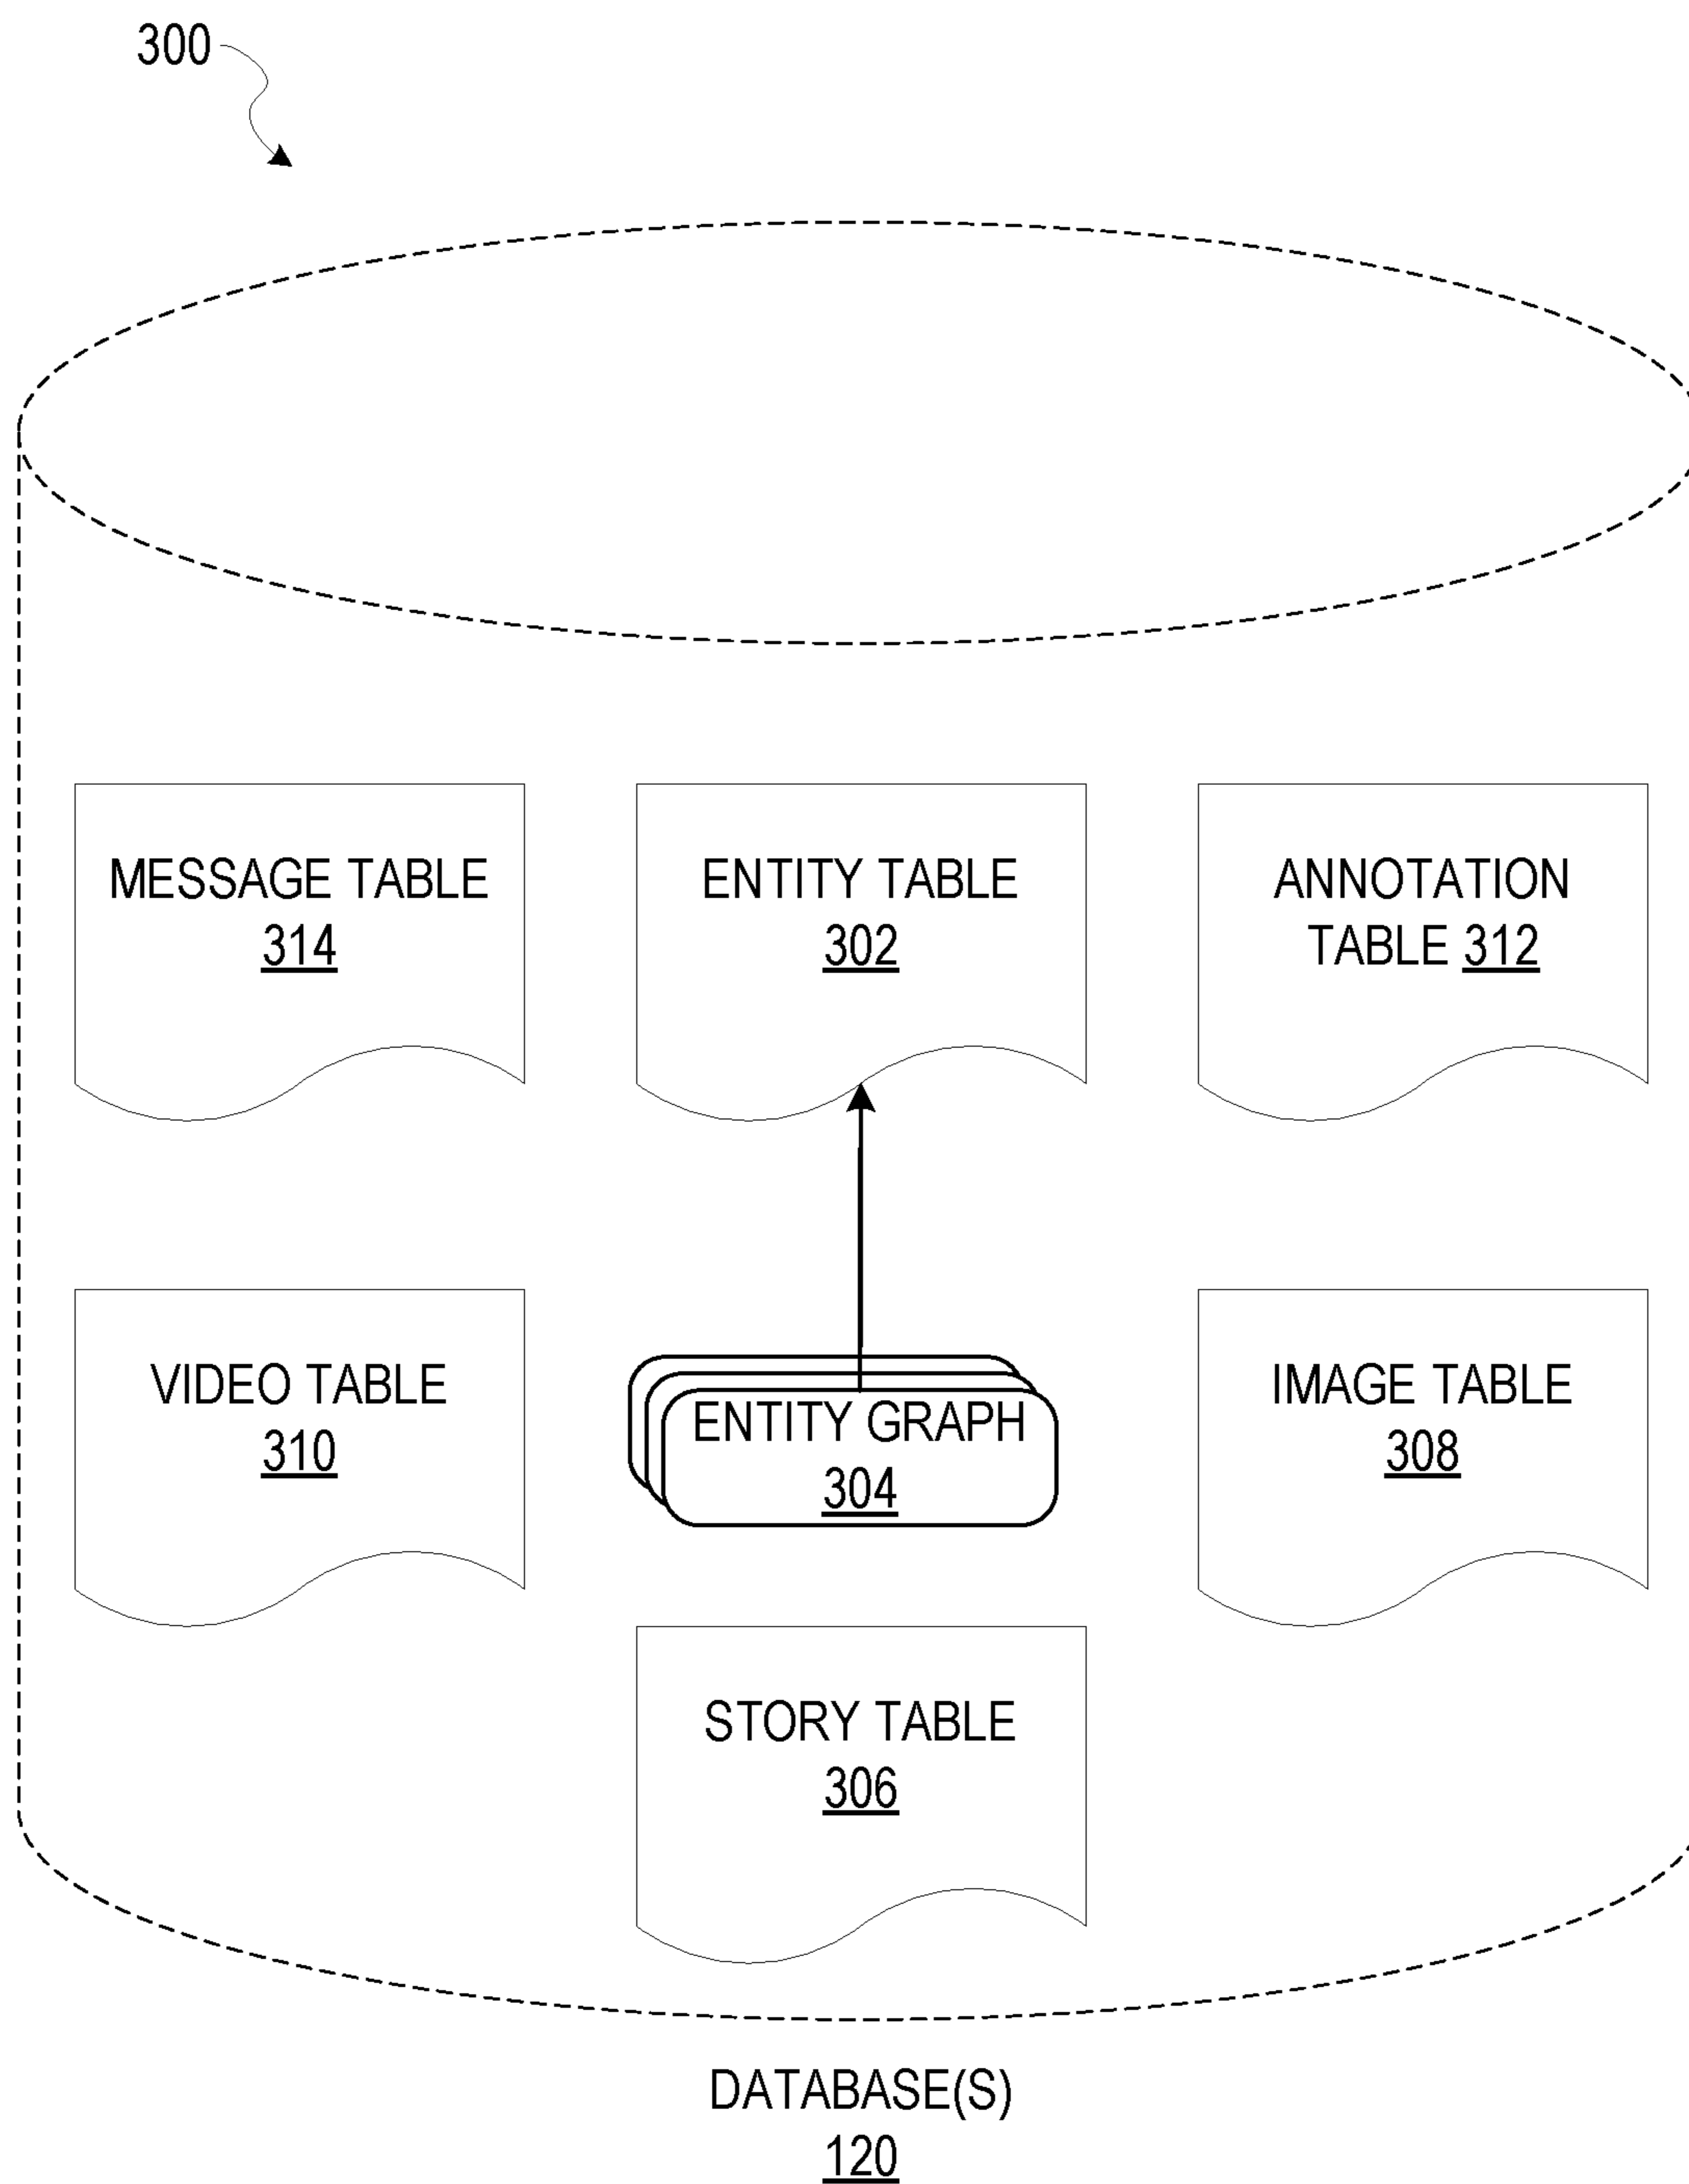 300
MESSAGE TABLE
314
ENTITY TABLE
302
ANNOTATION
TABLE 312
VIDEO TABLE
310
ENTITY GRAPH
304
IMAGE TABLE
308
STORY TABLE
306
DATABASE(S)
120